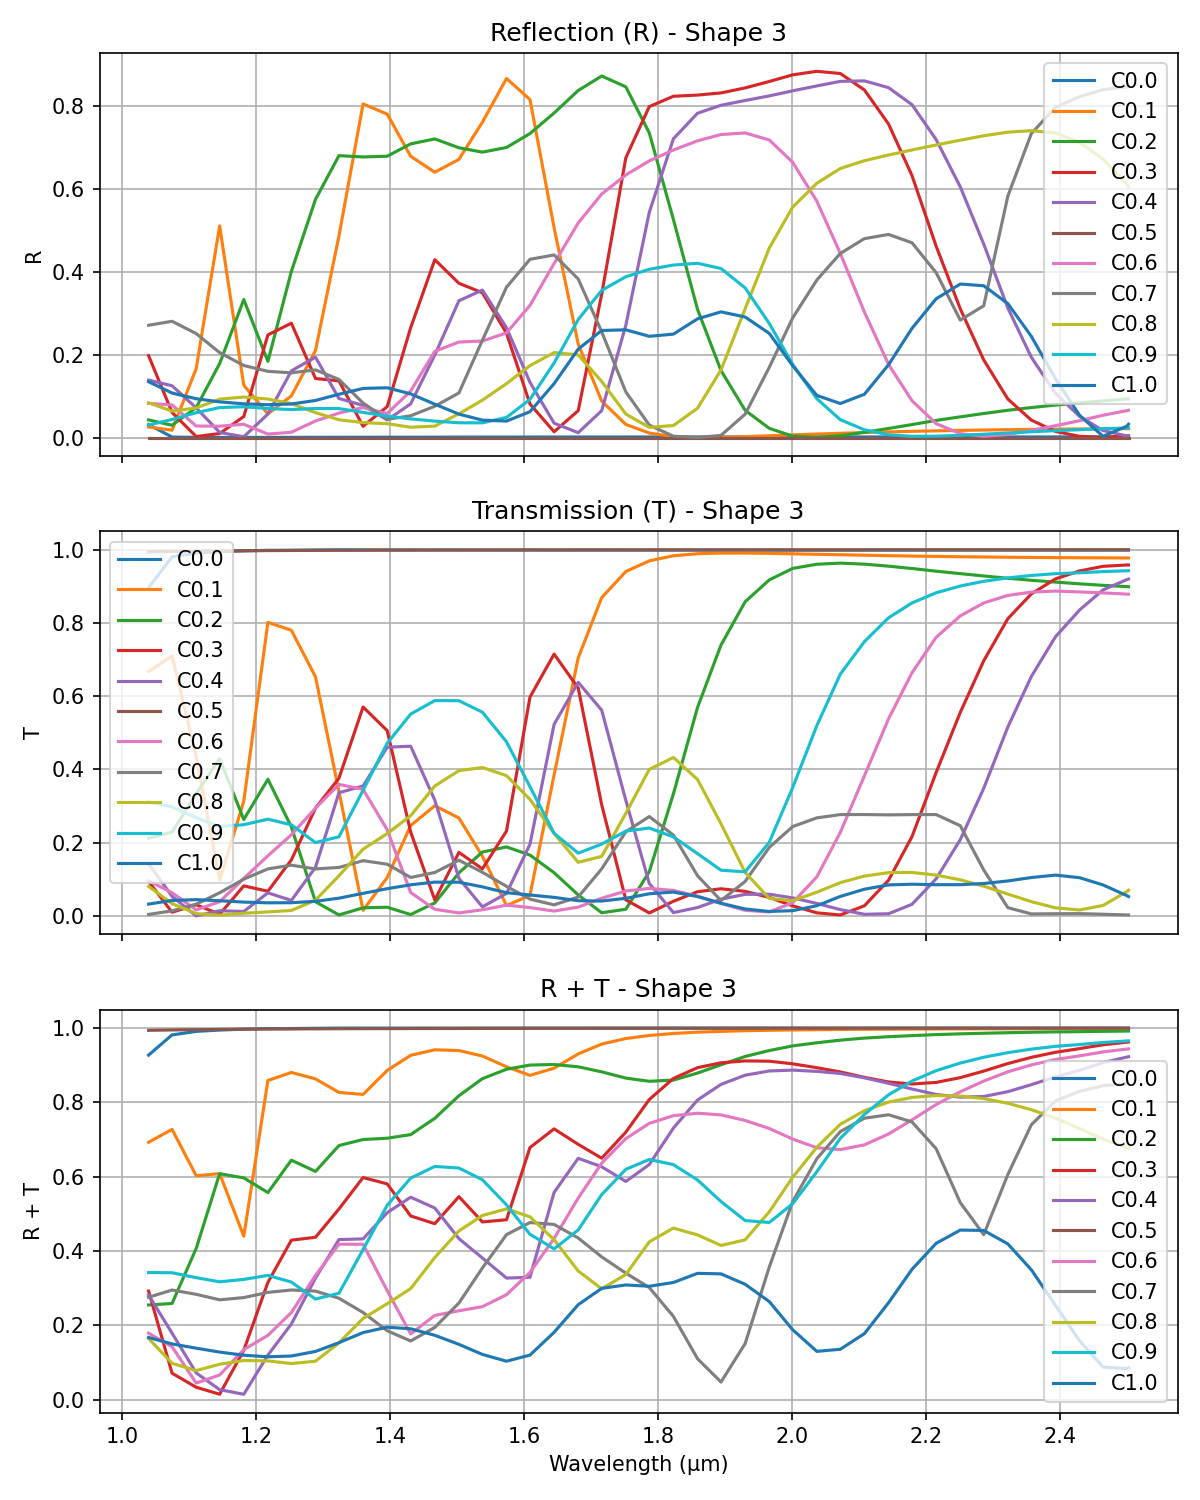 Reflection (R) - Shape 3
R
0.8
0.6
0.4
0.2
0.0
C0.0
C0.1
C0.2
C0.3
C0.4
C0.5
C0.6
C0.7
C0.8
C0.9
C1.0
Transmission (T) - Shape 3
T
1.0
0.8
0.6
0.4
0.2
0.0
C0.0
C0.1
C0.2
C0.3
C0.4
C0.5
C0.6
C0.7
C0.8
C0.9
C1.0
R + T - Shape 3
R + T
1.0
0.8
0.6
0.4
0.2
0.0
C0.0
C0.1
C0.2
C0.3
C0.4
C0.5
C0.6
C0.7
C0.8
C0.9
C1.0
1.0 1.2 1.4 1.6 1.8 2.0 2.2 2.4
Wavelength (μm)